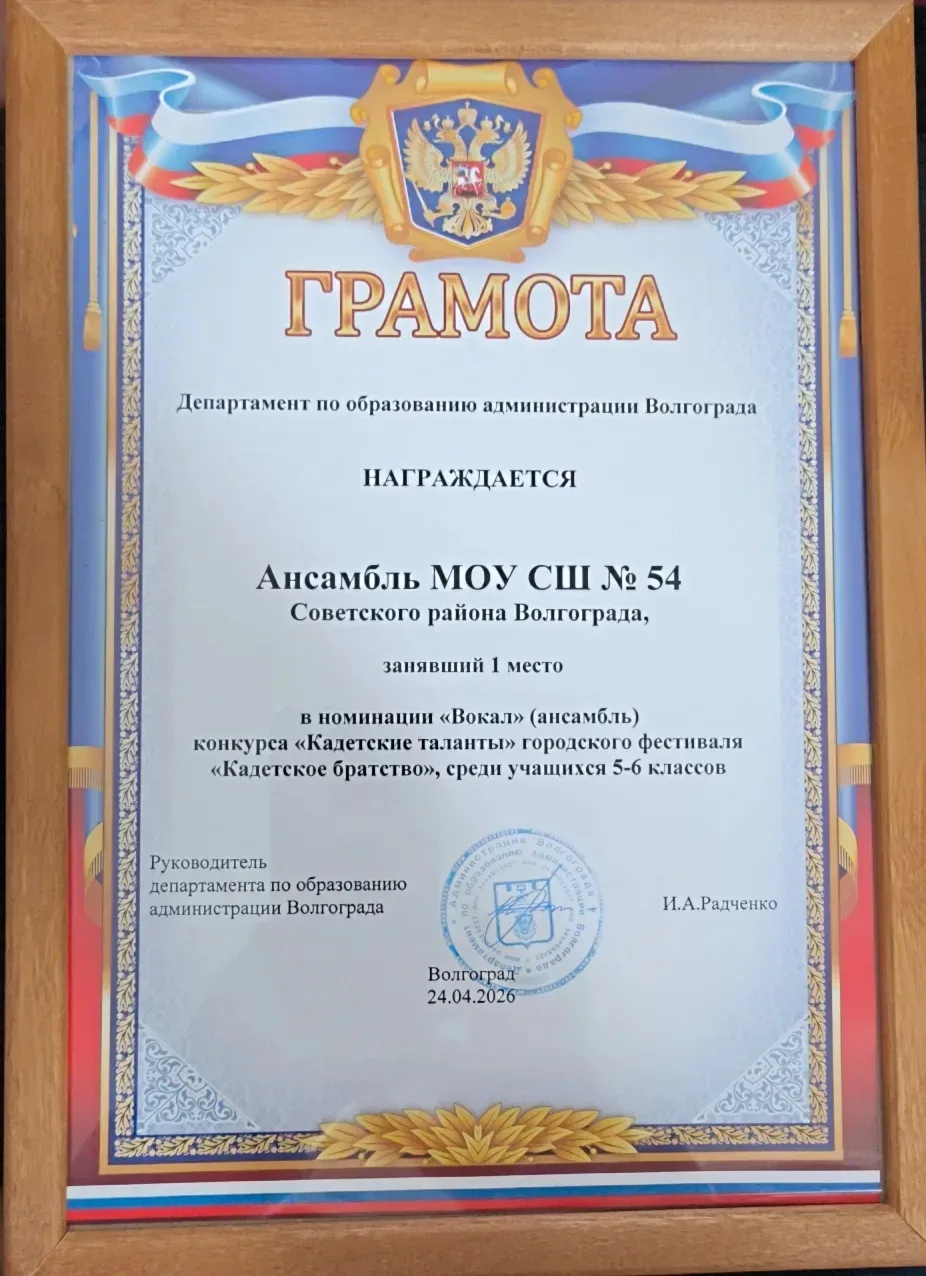 ГРАМОТА
Департамент по образованию администрации Волгограда
НАГРАЖДАЕТСЯ
Ансамбль МОУ СШ № 54
Советского района Волгограда,
занявший 1 место
в номинации «Вокал» (ансамбль)
конкурса «Кадетские таланты» городского фестиваля
«Кадетское братство», среди учащихся 5-6 классов
Руководитель
департамента по образованию
администрации Волгограда
И.А.Радченко
Волгоград
24.04.2026